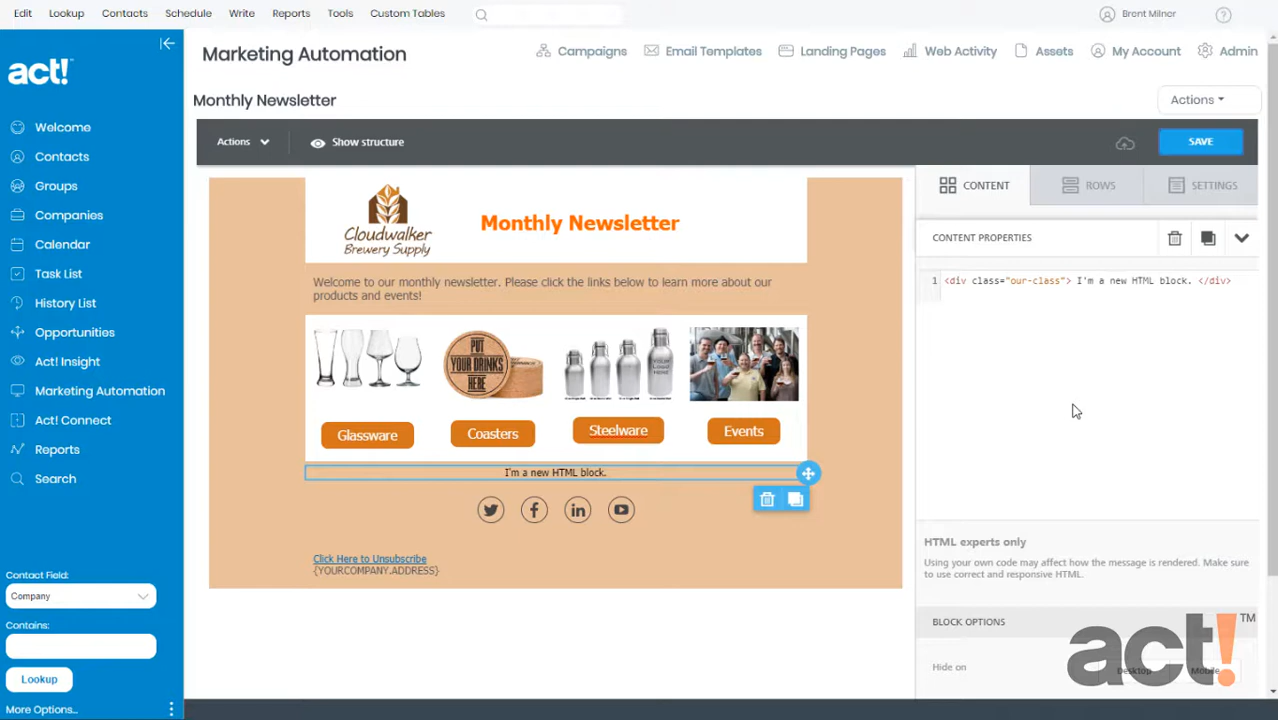 Edit Lookup Contacts Schedule Write Reports Tools Custom Tables Brent Milnor ?
act!
Marketing Automation Campaigns Email Templates Landing Pages Web Activity Assets My Account Admin
Monthly Newsletter Actions
Actions Show structure SAVE
CONTENT ROWS SETTINGS
CONTENT PROPERTIES
1 <div class="our-class"> I'm a new HTML block. </div>
HTML experts only
Using your own code may affect how the message is rendered. Make sure
to use correct and responsive HTML.
BLOCK OPTIONS
Hide on Desktop Mobile
act! TM
Welcome
Contacts
Groups
Companies
Calendar
Task List
History List
Opportunities
Act! Insight
Marketing Automation
Act! Connect
Reports
Search
Contact Field:
Company
Contains:
Lookup
More Options...
Cloudwalker
Brewery Supply
Monthly Newsletter
Welcome to our monthly newsletter. Please click the links below to learn more about our
products and events!
PUT
YOUR DRINKS
HERE
YOUR
Logo
HERE
Glassware Coasters Steelware Events
I'm a new HTML block.
Click Here to Unsubscribe
{YOURCOMPANY.ADDRESS}